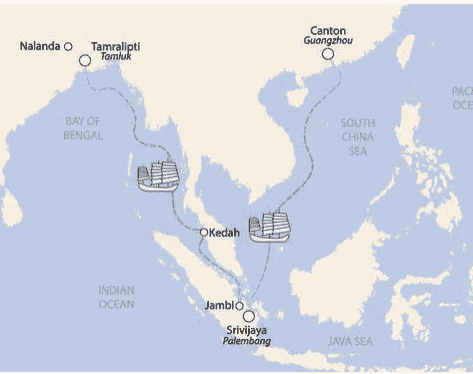 Canton
Guangzhou
Nalanda
Tamralipti
Tamluk
BAY OF
BENGAL
SOUTH
CHINA
SEA
PAC
OCE
Kedah
INDIAN
OCEAN
Jambi
Srivijaya
Palembang
JAVA SEA